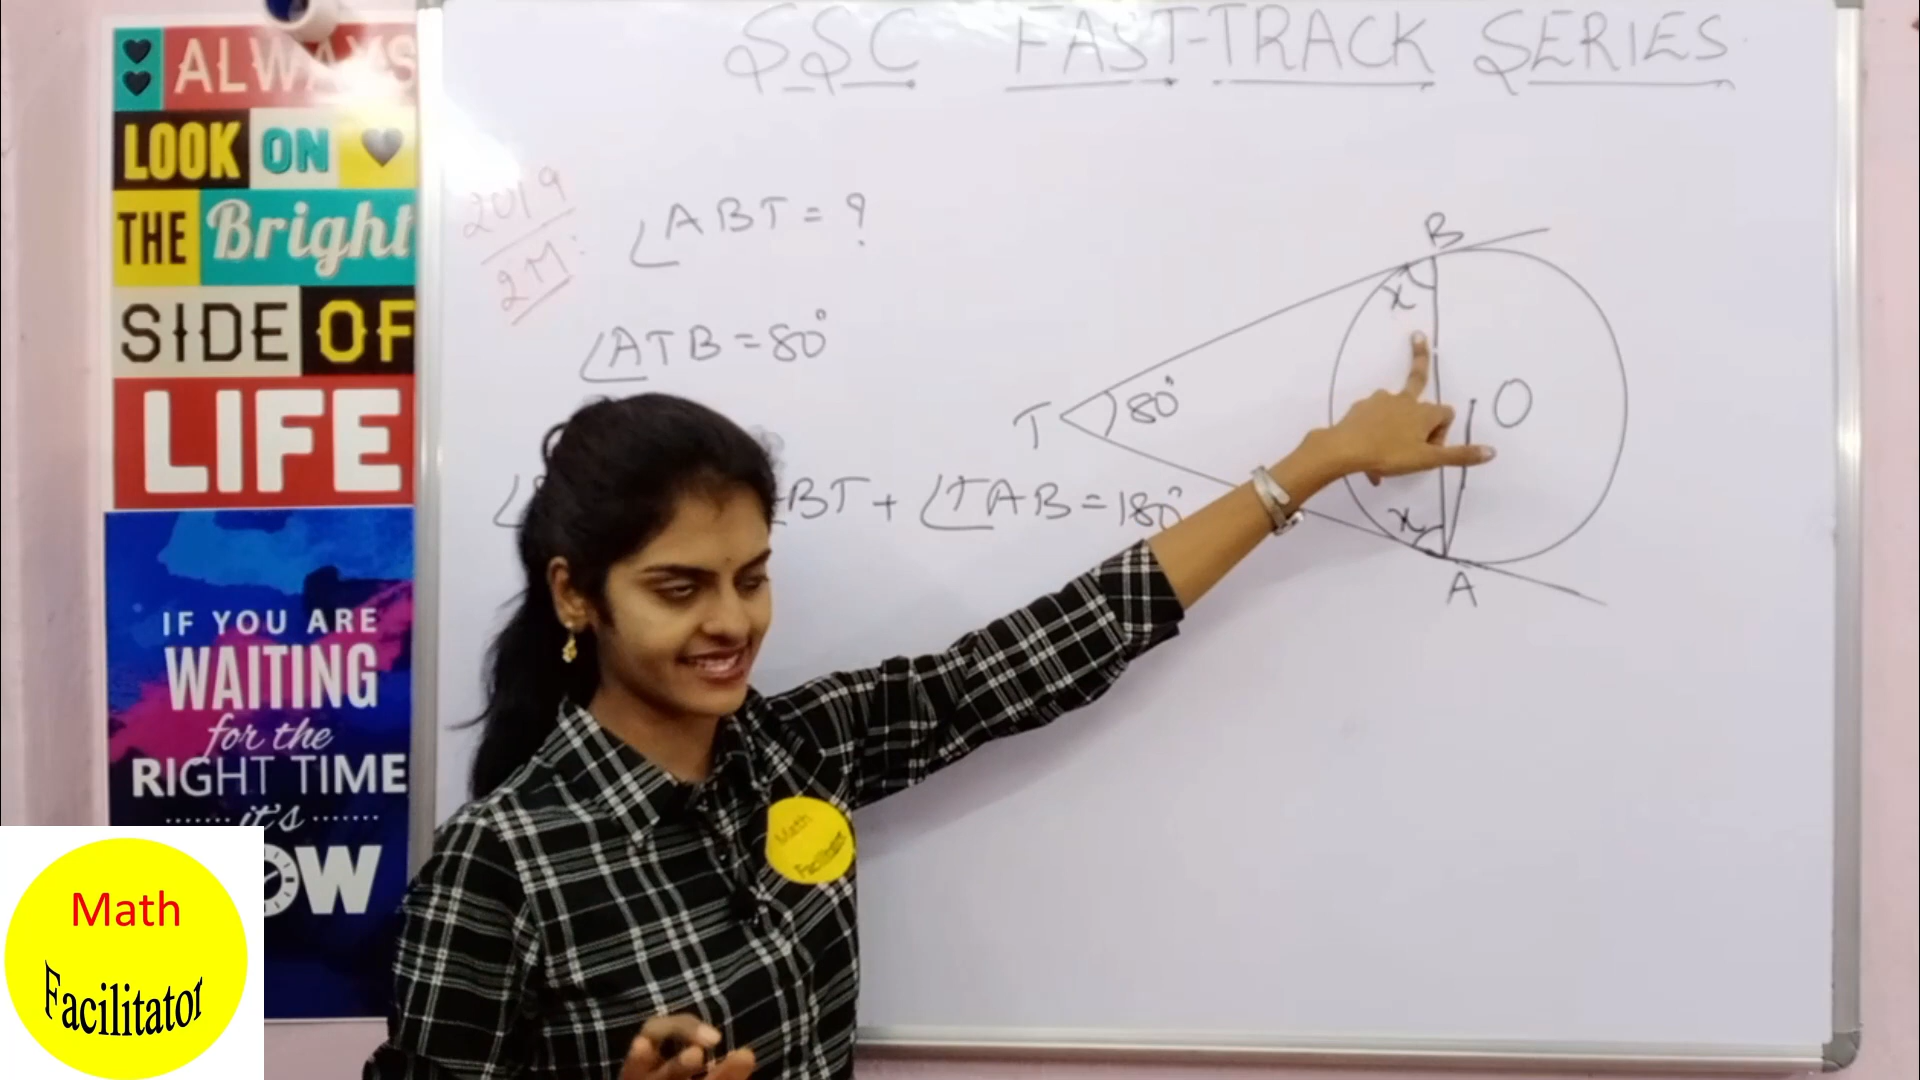 SSC FAST-TRACK SERIES
ALWAYS
LOOK ON
THE Bright
SIDE OF
LIFE
2019
2M:
∠ABT = ?
∠ATB = 80°
BT + ∠TAB = 180°
B
x
T 80° O
x
A
IF YOU ARE
WAITING
for the
RIGHT TIME
it's
OW
Math
Facilitator
Math
Facilitator